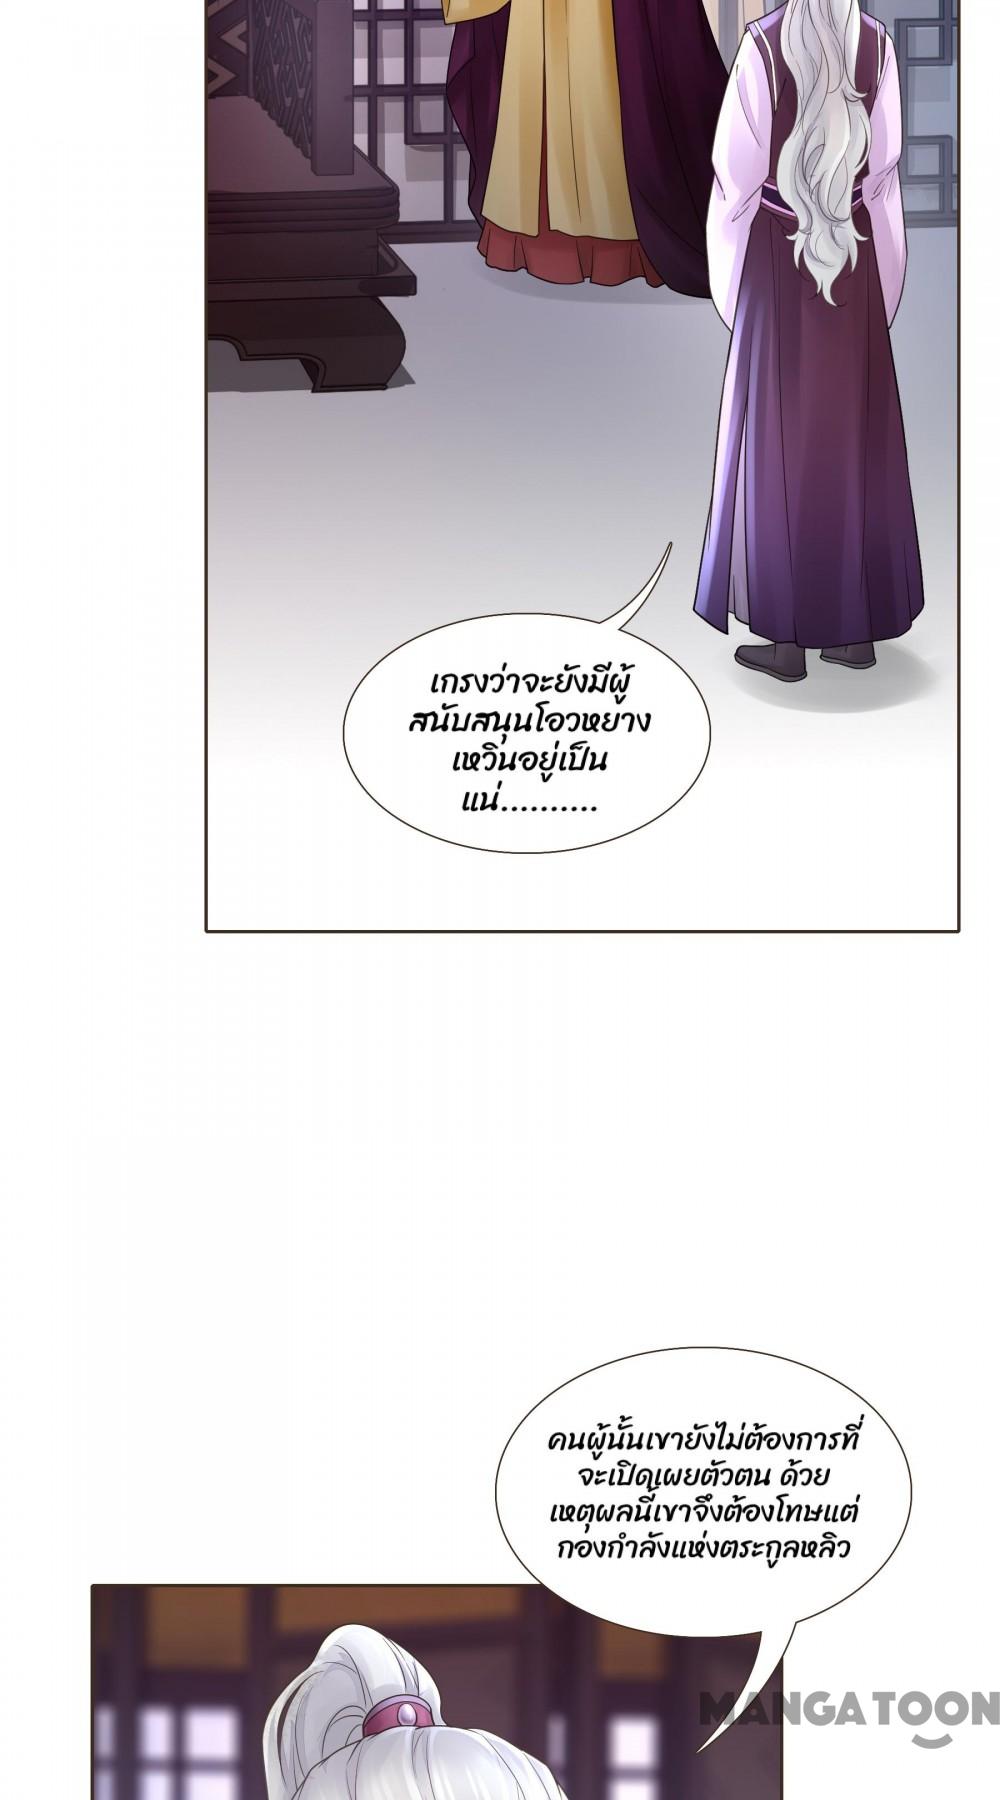 เกรงว่าจะยังมีผู้
สนับสนุนโอวหยาง
เหวินอยู่เป็น
แน่..........
คนผู้นั้นเขายังไม่ต้องการที่
จะเปิดเผยตัวตน ด้วย
เหตุผลนี้เขาจึงต้องโทษแต่
กองกำลังแห่งตระกูลหลิว
MANGATOON